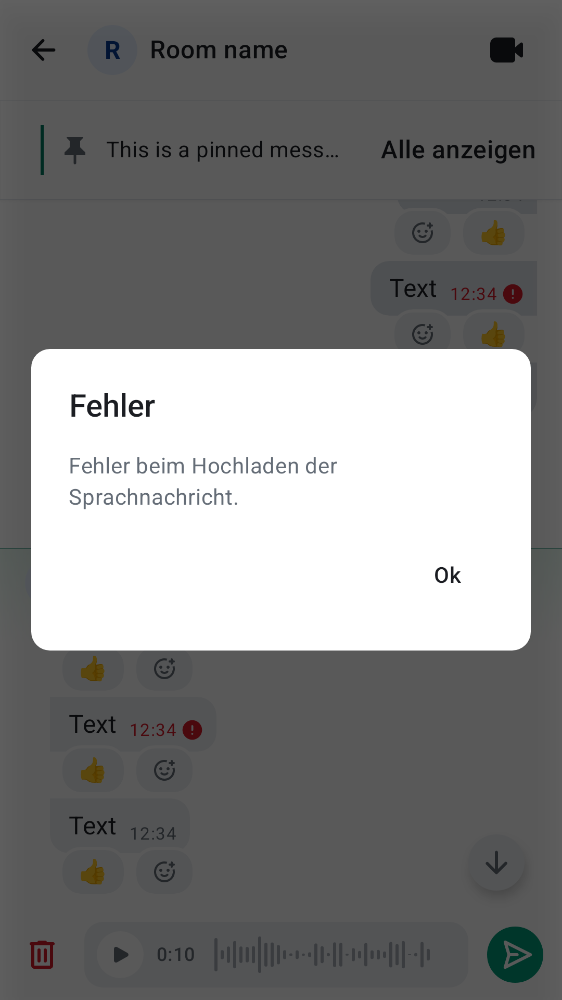 R Room name
This is a pinned mess… Alle anzeigen
Text 12:34
Fehler
Fehler beim Hochladen der
Sprachnachricht.
Ok
Text 12:34
Text 12:34
0:10